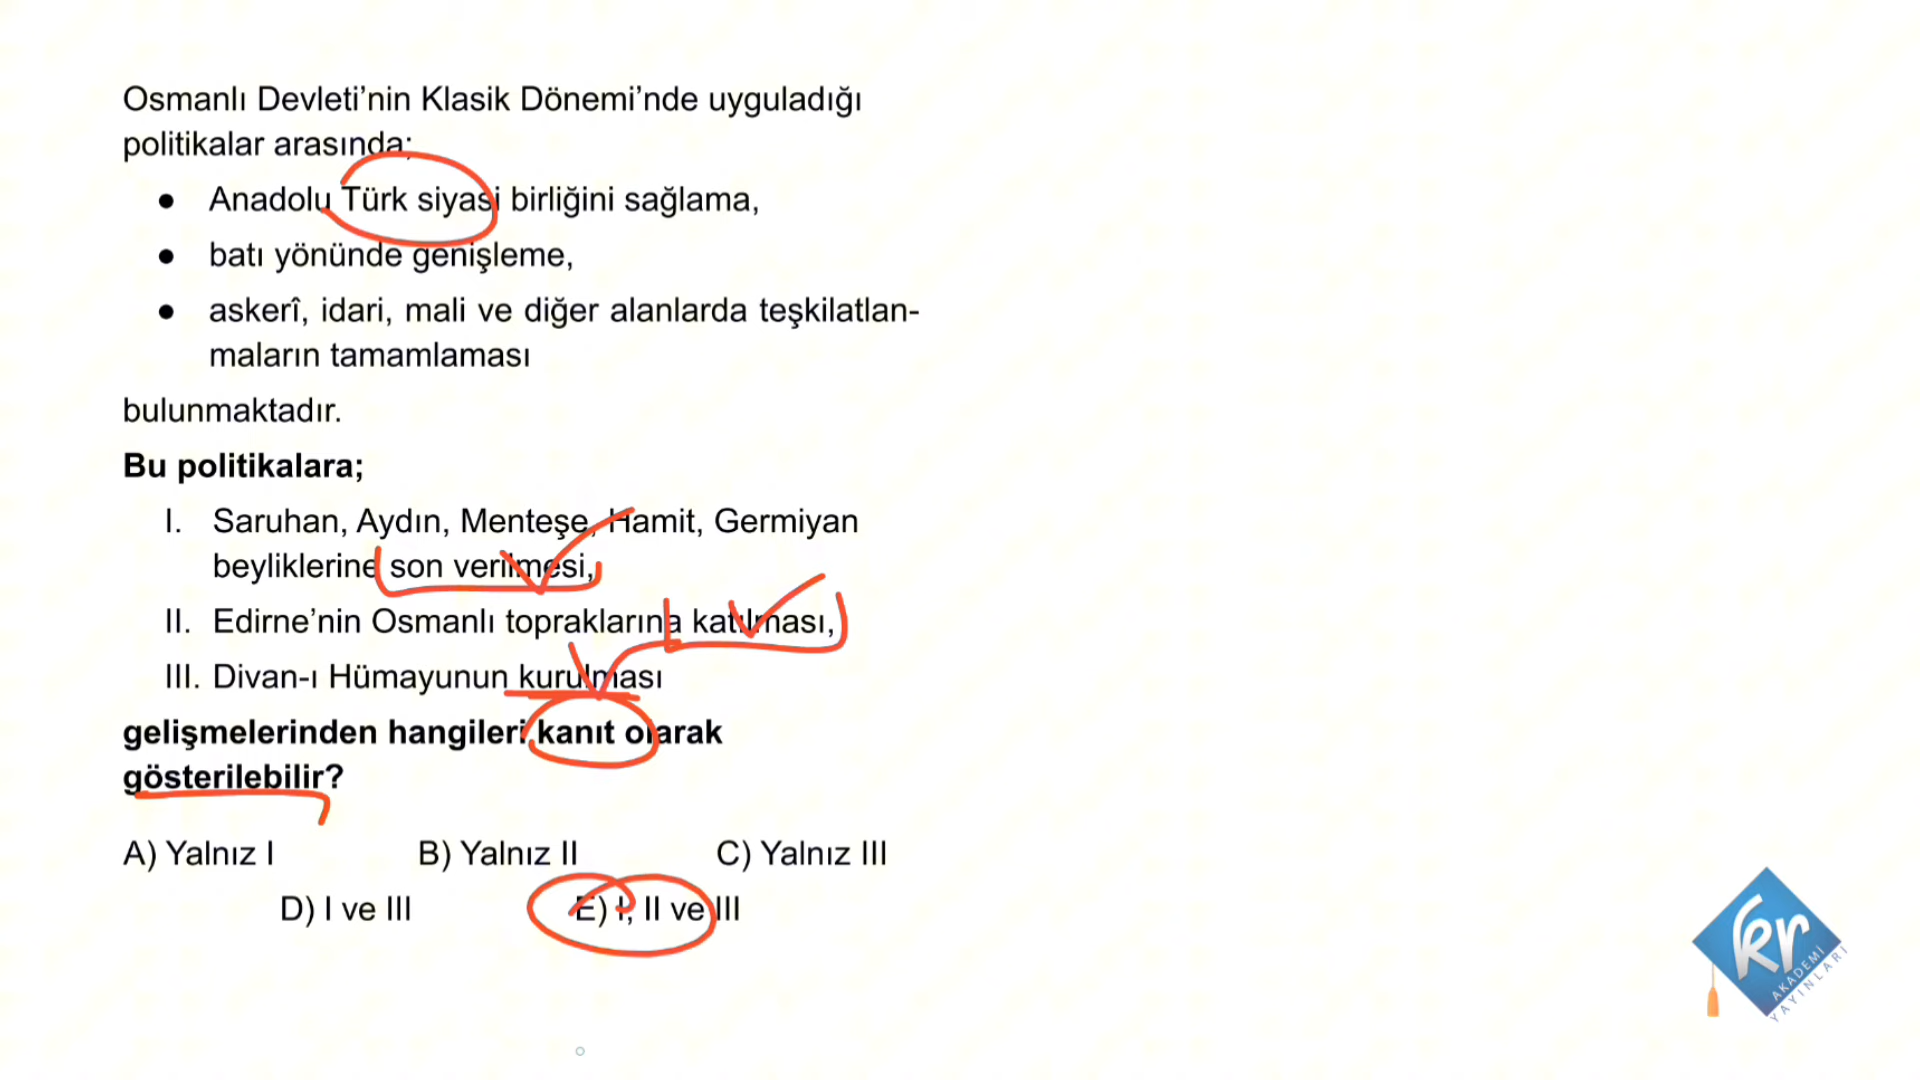 Osmanlı Devleti’nin Klasik Dönemi’nde uyguladığı
politikalar arasında;
● Anadolu Türk siyasi birliğini sağlama,
● batı yönünde genişleme,
● askerî, idari, mali ve diğer alanlarda teşkilatlan-
maların tamamlaması
bulunmaktadır.
Bu politikalara;
I. Saruhan, Aydın, Menteşe, Hamit, Germiyan
beyliklerine son verilmesi,
II. Edirne’nin Osmanlı topraklarına katılması,
III. Divan-ı Hümayunun kurulması
gelişmelerinden hangileri kanıt olarak
gösterilebilir?
A) Yalnız I B) Yalnız II C) Yalnız III
D) I ve III E) I, II ve III
kr
AKADEMİ
YAYINLARI